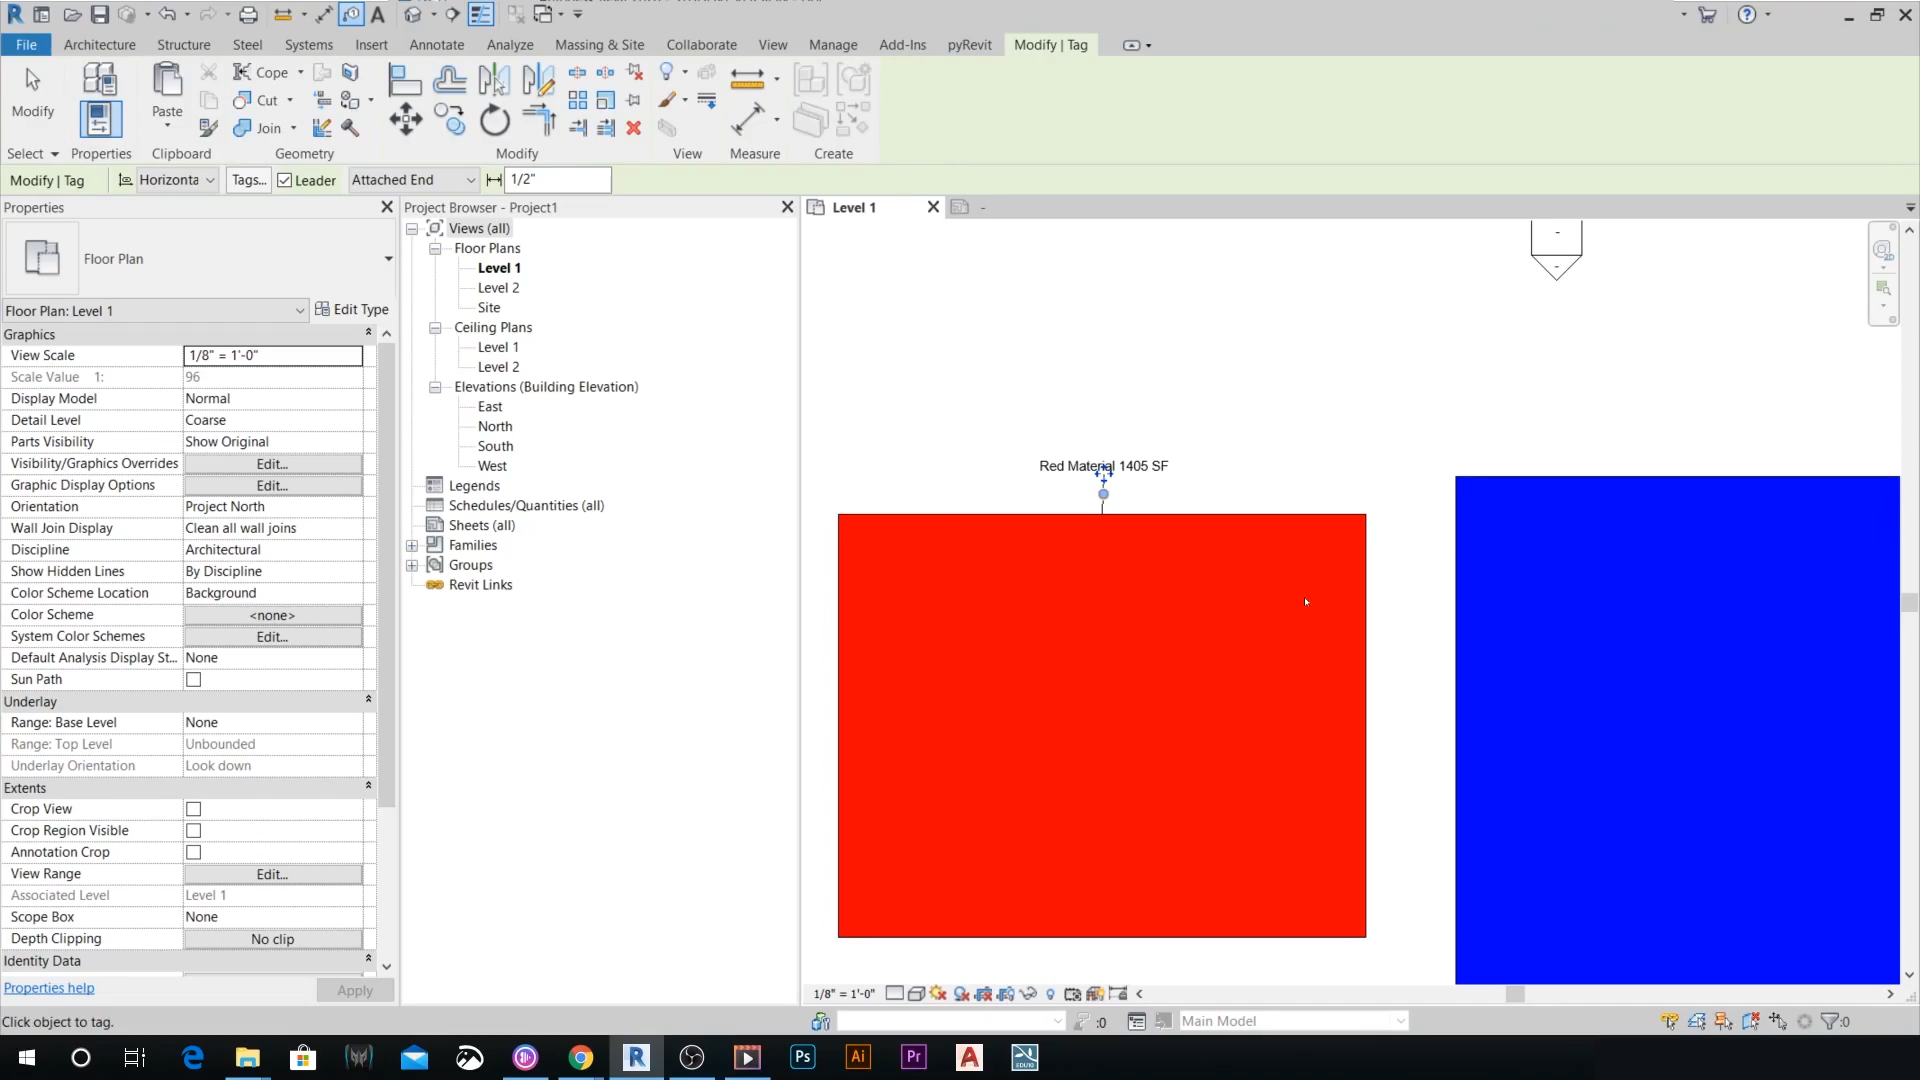 File Architecture Structure Steel Systems Insert Annotate Analyze Massing & Site Collaborate View Manage Add-Ins pyRevit Modify | Tag
Modify Paste Cope Cut Join
Select Properties Clipboard Geometry Modify View Measure Create
Modify | Tag Horizonta Tags... Leader Attached End 1/2"
Properties
Floor Plan
Floor Plan: Level 1 Edit Type
Graphics
View Scale 1/8" = 1'-0"
Scale Value 1: 96
Display Model Normal
Detail Level Coarse
Parts Visibility Show Original
Visibility/Graphics Overrides Edit...
Graphic Display Options Edit...
Orientation Project North
Wall Join Display Clean all wall joins
Discipline Architectural
Show Hidden Lines By Discipline
Color Scheme Location Background
Color Scheme <none>
System Color Schemes Edit...
Default Analysis Display St... None
Sun Path
Underlay
Range: Base Level None
Range: Top Level Unbounded
Underlay Orientation Look down
Extents
Crop View
Crop Region Visible
Annotation Crop
View Range Edit...
Associated Level Level 1
Scope Box None
Depth Clipping No clip
Identity Data
Properties help Apply
Project Browser - Project1
Views (all)
Floor Plans
Level 1
Level 2
Site
Ceiling Plans
Level 1
Level 2
Elevations (Building Elevation)
East
North
South
West
Legends
Schedules/Quantities (all)
Sheets (all)
Families
Groups
Revit Links
Level 1 -
-
-
2D
Red Material 1405 SF
1/8" = 1'-0"
Click object to tag. :0 Main Model :0
Ps Ai Pr